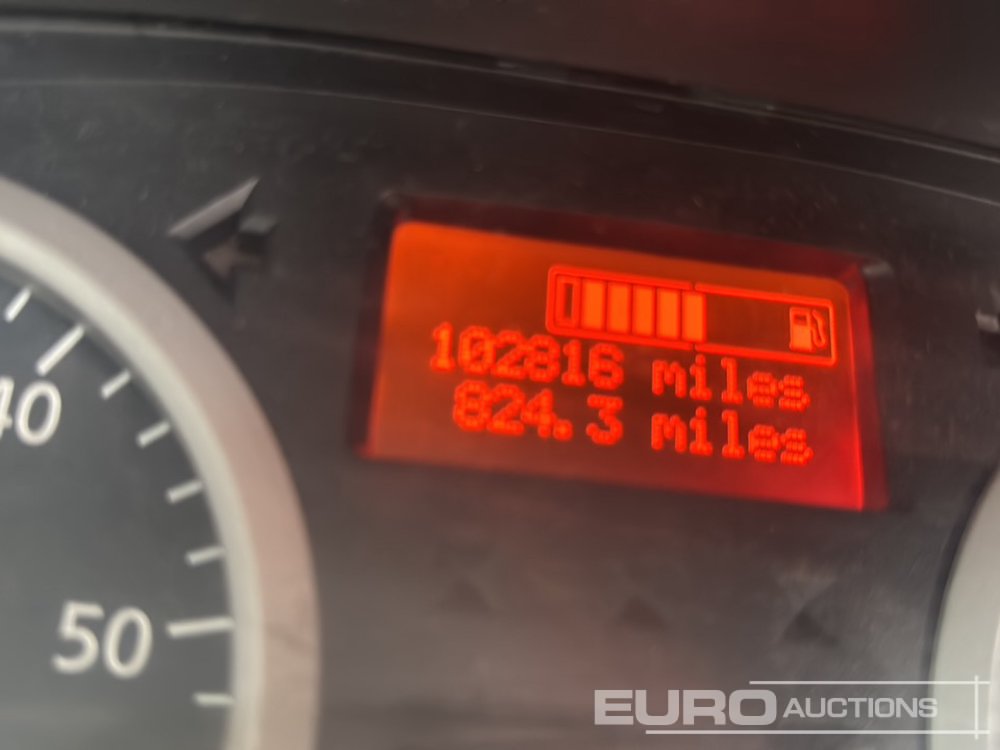 102816 miles
824.3 miles
40
50
EURO AUCTIONS